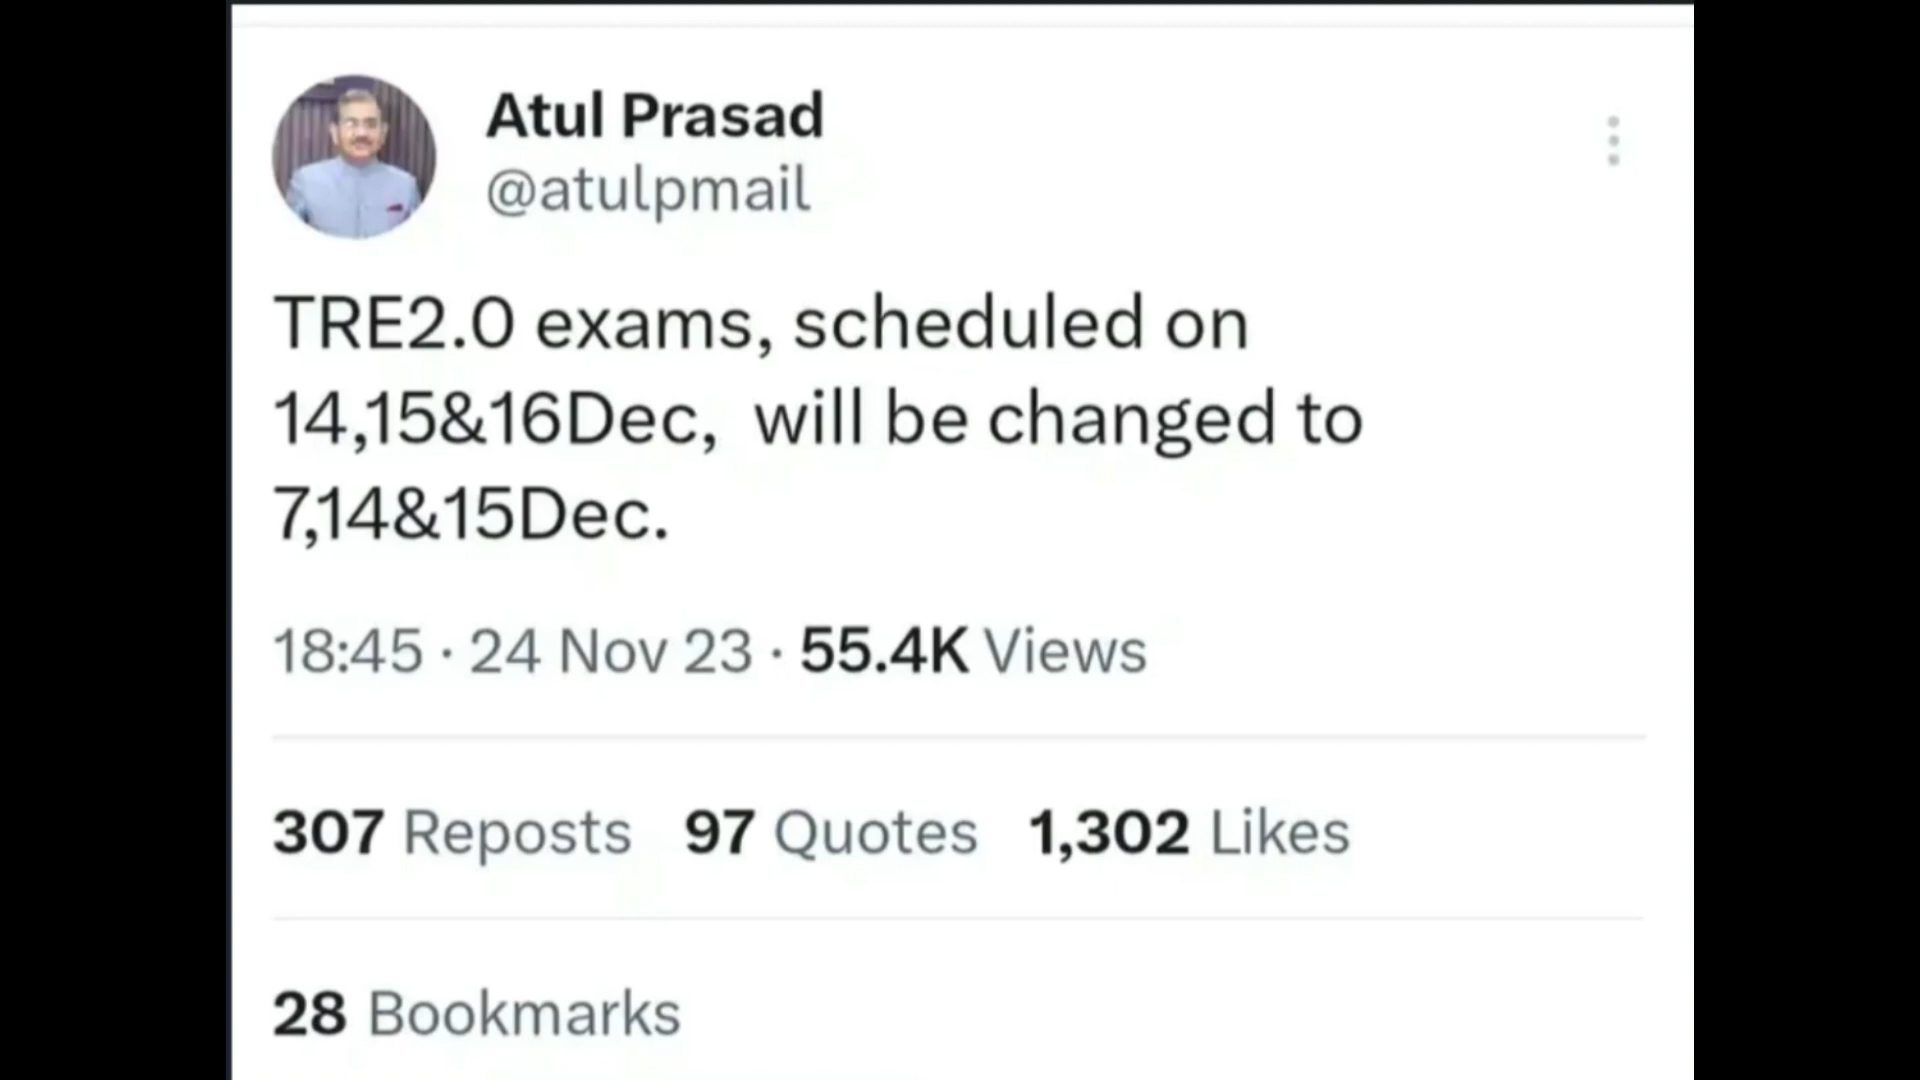 Atul Prasad
@atulpmail
TRE2.0 exams, scheduled on
14,15&16Dec,  will be changed to
7,14&15Dec.
18:45 · 24 Nov 23 · 55.4K Views
307 Reposts 97 Quotes 1,302 Likes
28 Bookmarks